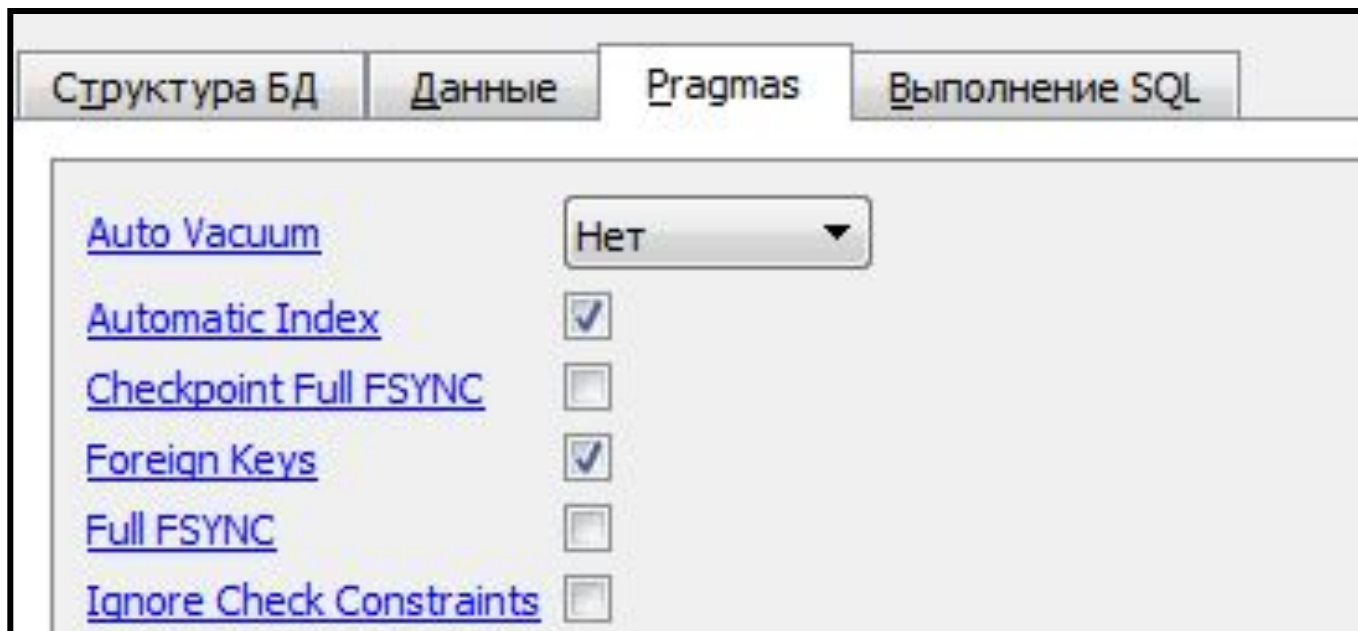 Структура БД Данные Pragmas Выполнение SQL
Auto Vacuum Нет
Automatic Index
Checkpoint Full FSYNC
Foreign Keys
Full FSYNC
Ignore Check Constraints